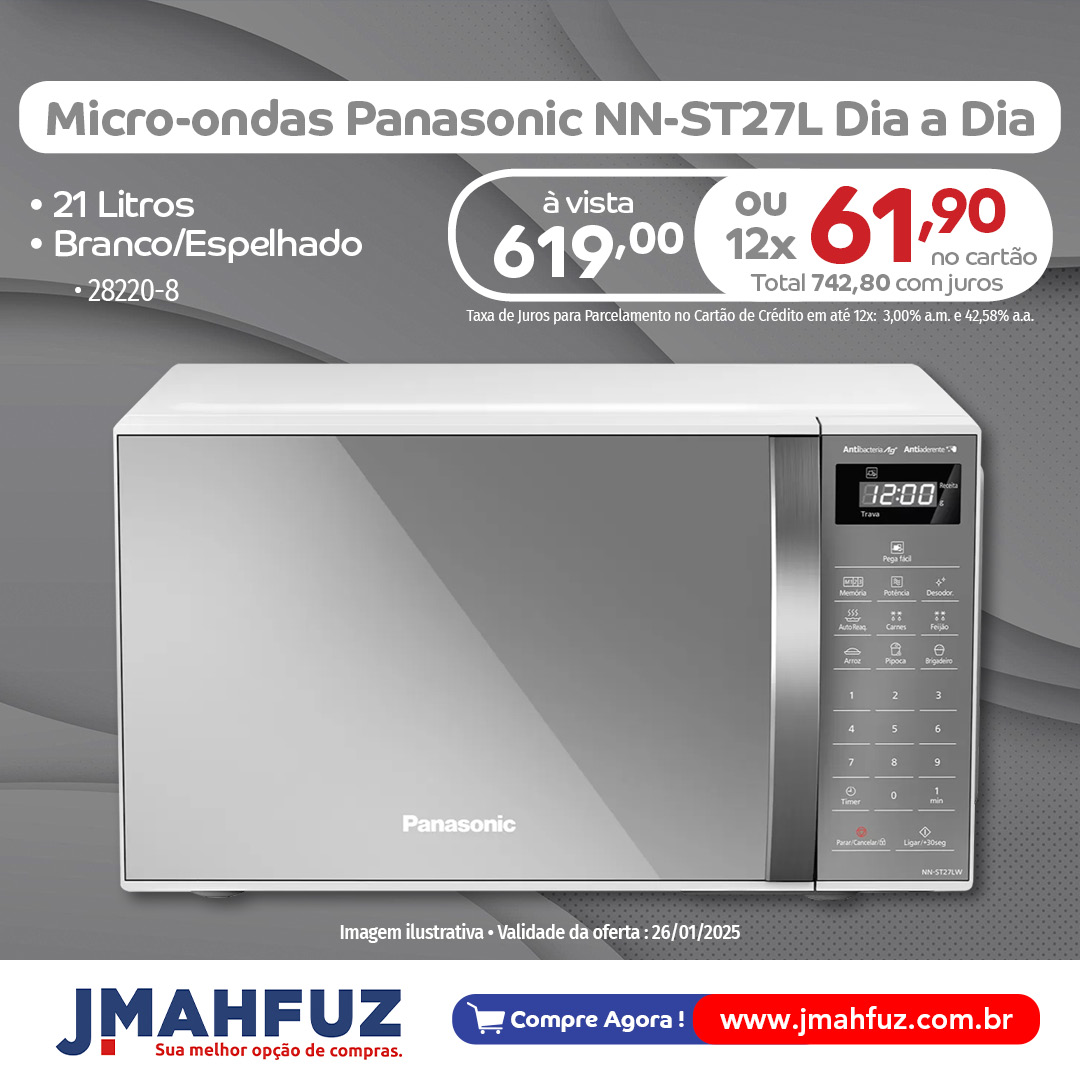 Micro-ondas Panasonic NN-ST27L Dia a Dia
• 21 Litros
• Branco/Espelhado
• 28220-8
à vista
619,00
ou
12x 61,90
no cartão
Total 742,80 com juros
Taxa de Juros para Parcelamento no Cartão de Crédito em até 12x: 3,00% a.m. e 42,58% a.a.
Antibacteria Ag Antiaderente
12:00
Receita
g
Trava
Pega fácil
Memória Potência Desodor.
Auto Reaq. Carnes Feijão
Arroz Pipoca Brigadeiro
1 2 3
4 5 6
7 8 9
Timer 0 1 min
Parar/Cancelar/ Ligar/+30seg
NN-ST27LW
Panasonic
Imagem ilustrativa • Validade da oferta : 26/01/2025
JMAHFUZ
Sua melhor opção de compras.
Compre Agora !
www.jmahfuz.com.br